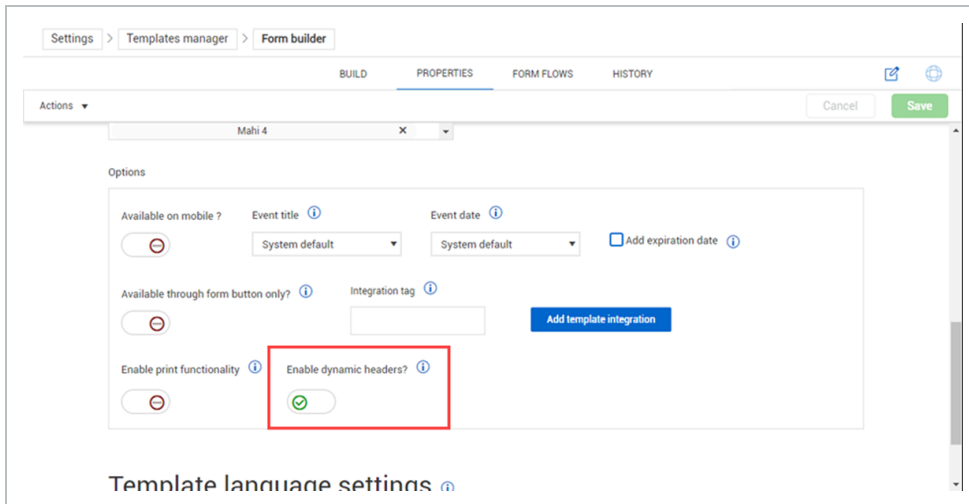 Settings > Templates manager > Form builder
BUILD PROPERTIES FORM FLOWS HISTORY
Actions Cancel Save
Mahi 4
Options
Available on mobile ? Event title Event date
System default System default Add expiration date
Available through form button only? Integration tag
Add template integration
Enable print functionality Enable dynamic headers?
Template language settings